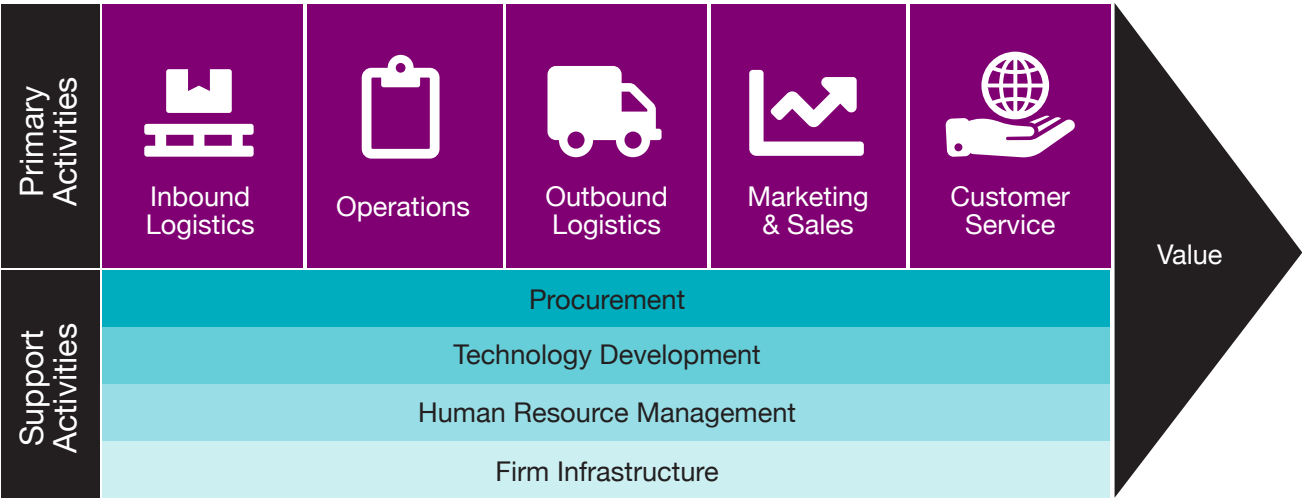 Primary
Activities
Inbound
Logistics
Operations
Outbound
Logistics
Marketing
& Sales
Customer
Service
Value
Support
Activities
Procurement
Technology Development
Human Resource Management
Firm Infrastructure